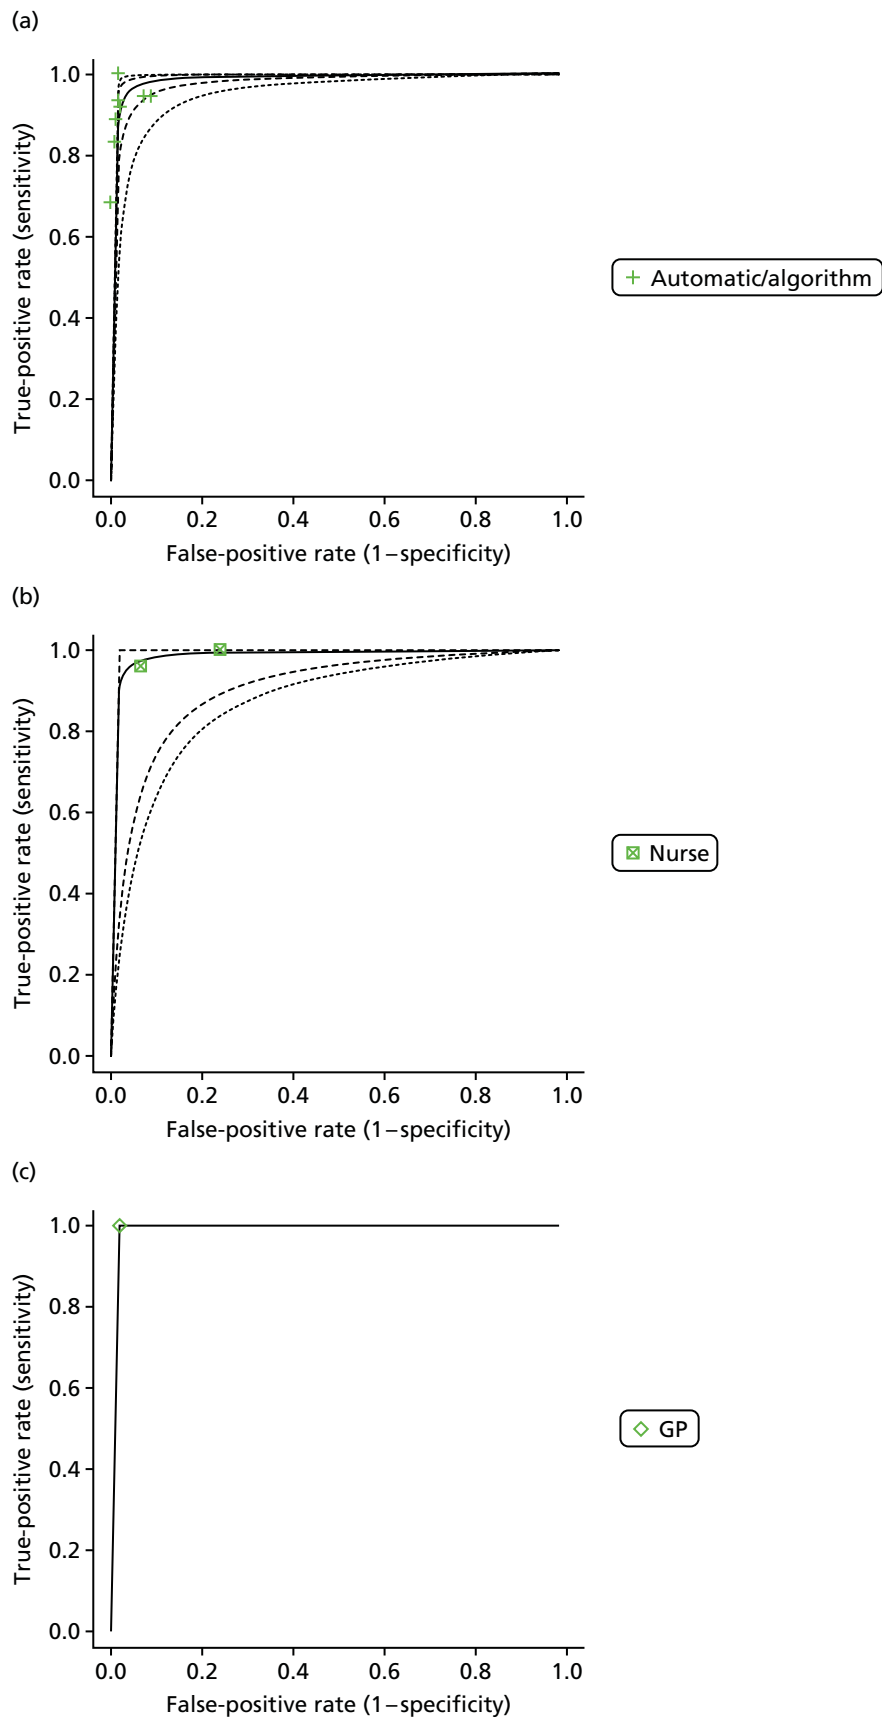 (a)
1.0
0.8
0.6
0.4
0.2
0.0
True-positive rate (sensitivity)
0.0 0.2 0.4 0.6 0.8 1.0
False-positive rate (1–specificity)
Automatic/algorithm
(b)
1.0
0.8
0.6
0.4
0.2
0.0
True-positive rate (sensitivity)
0.0 0.2 0.4 0.6 0.8 1.0
False-positive rate (1–specificity)
Nurse
(c)
1.0
0.8
0.6
0.4
0.2
0.0
True-positive rate (sensitivity)
0.0 0.2 0.4 0.6 0.8 1.0
False-positive rate (1–specificity)
GP